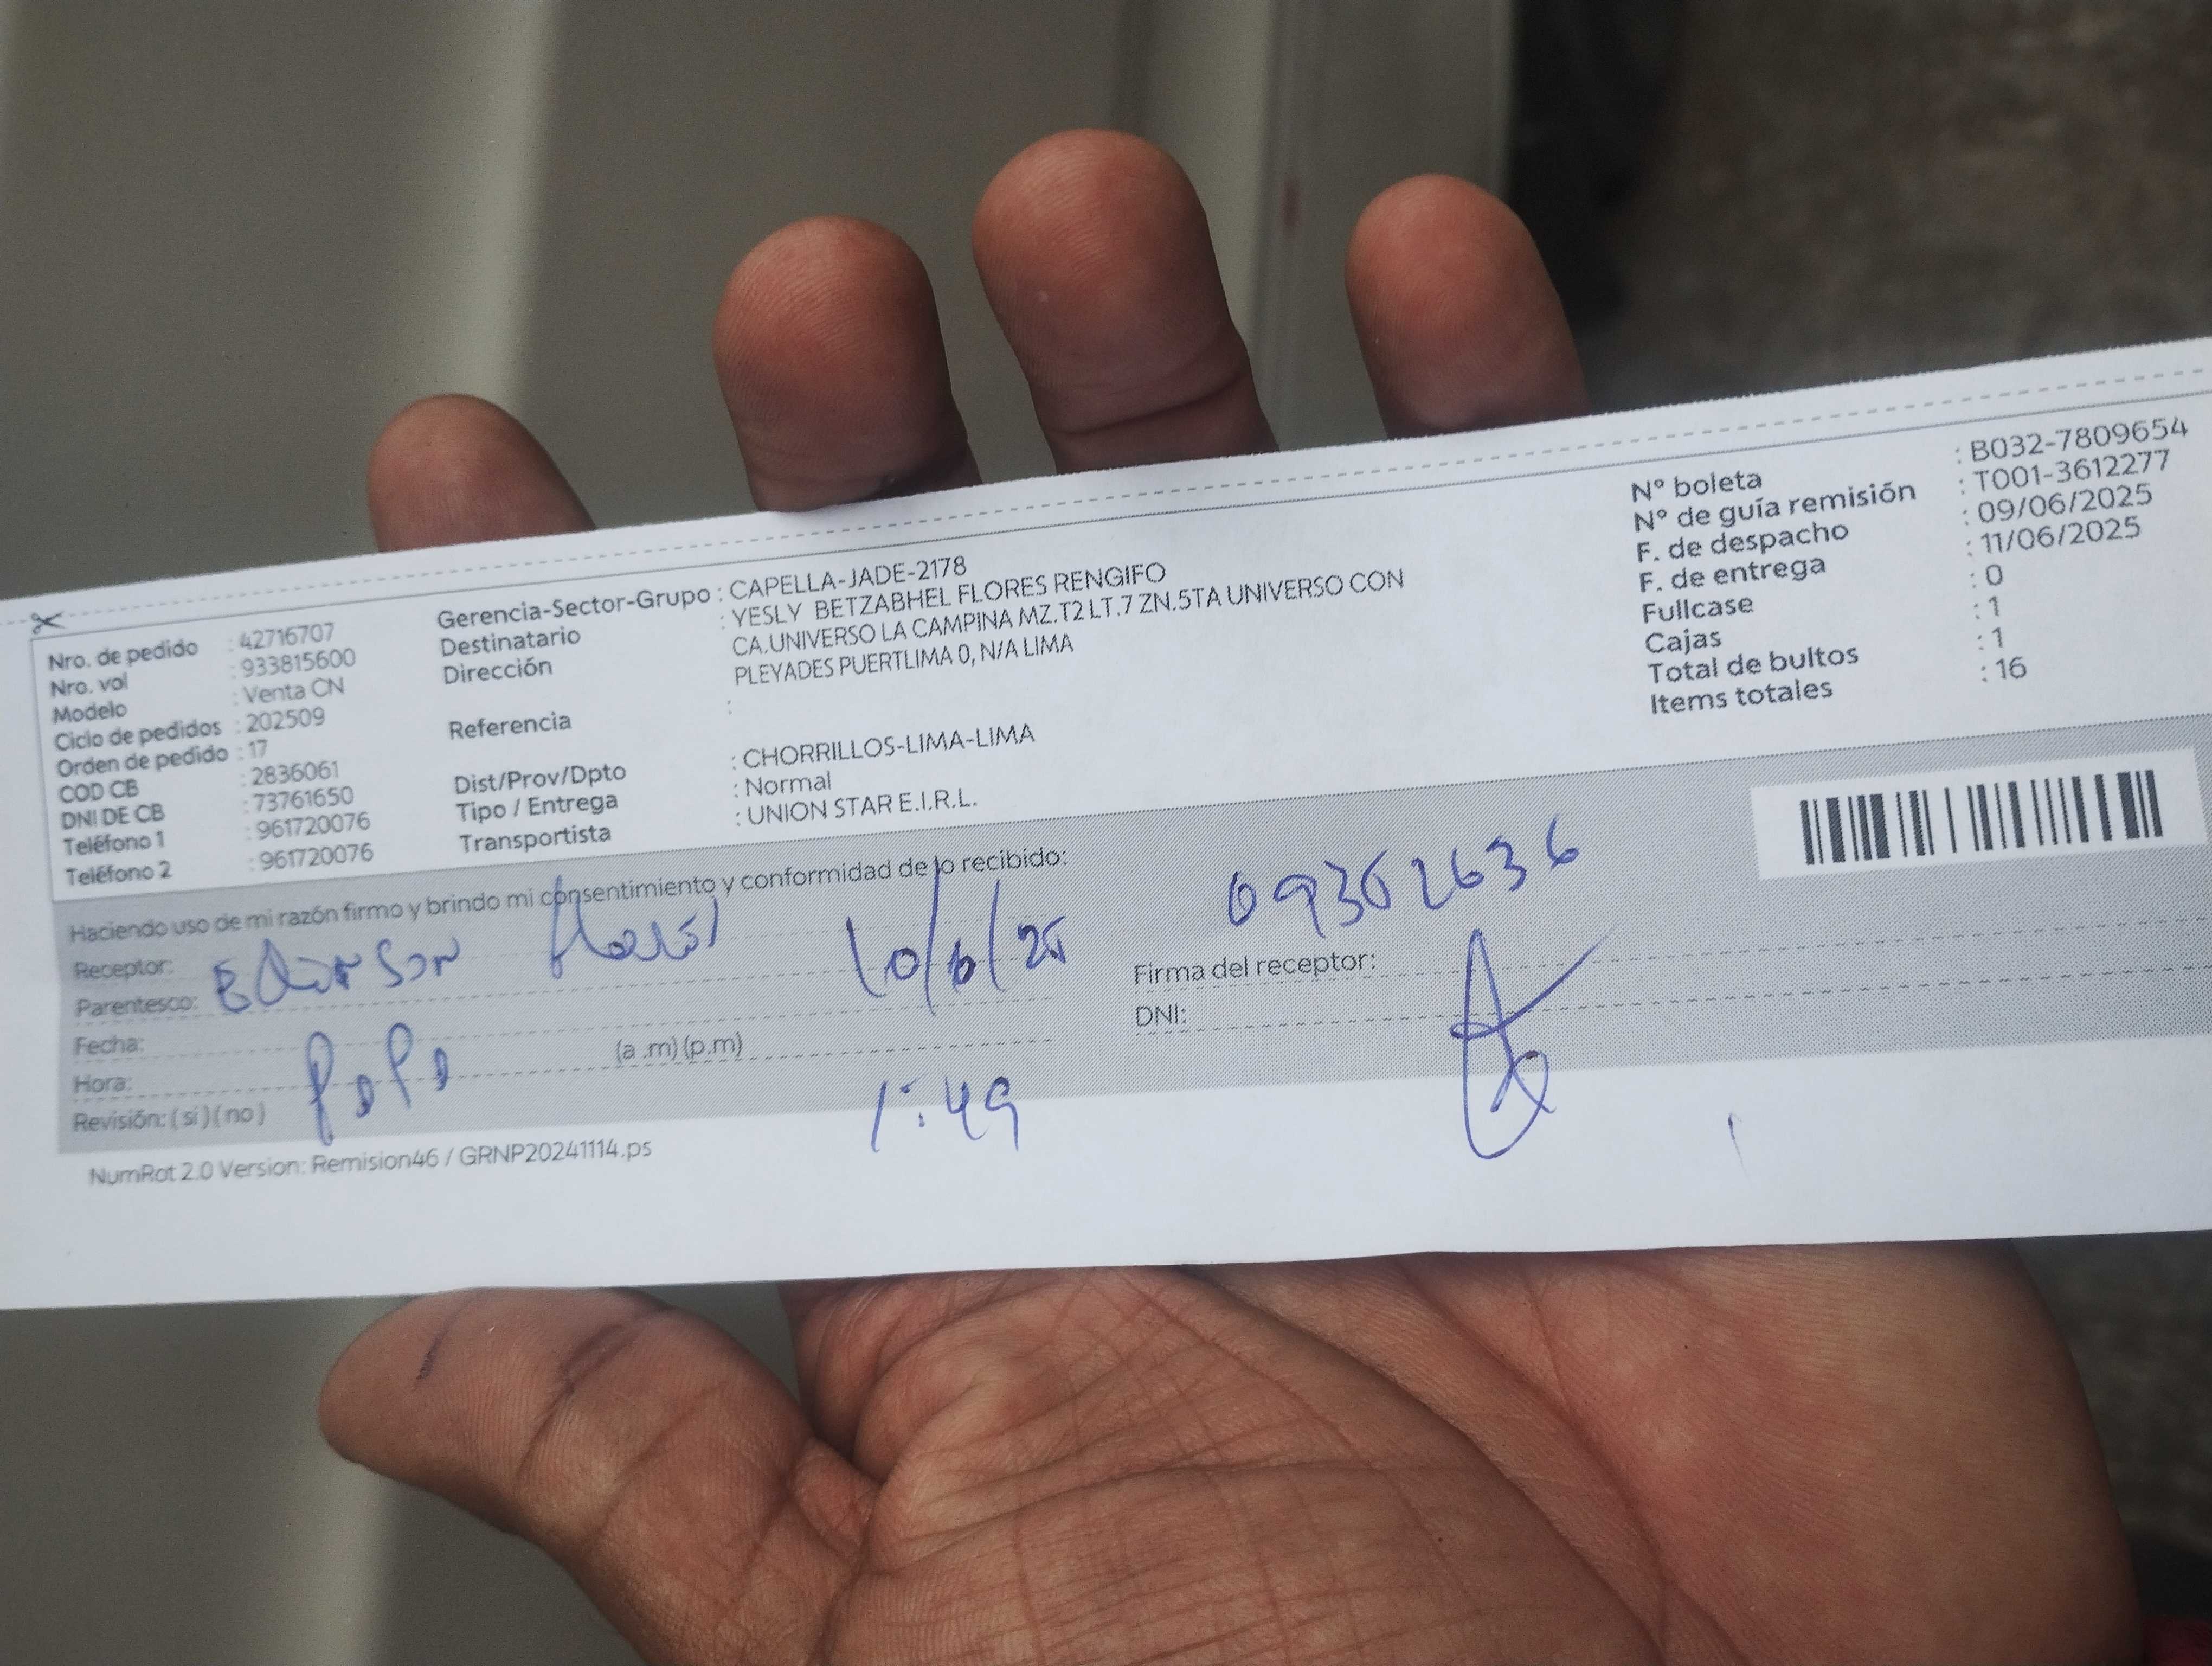 Nro. de pedido : 42716707
Nro. vol : 933815600
Modelo : Venta CN
Ciclo de pedidos : 202509
Orden de pedido : 17
COD CB : 2836061
DNI DE CB : 73761650
Teléfono 1 : 961720076
Teléfono 2 : 961720076
Gerencia-Sector-Grupo : CAPELLA-JADE-2178
Destinatario : YESLY BETZABHEL FLORES RENGIFO
Dirección CA.UNIVERSO LA CAMPINA MZ.T2 LT.7 ZN.5TA UNIVERSO CON
PLEYADES PUERTLIMA 0, N/A LIMA
Referencia :
Dist/Prov/Dpto : CHORRILLOS-LIMA-LIMA
Tipo / Entrega : Normal
Transportista : UNION STAR E.I.R.L.
N° boleta : B032-7809654
N° de guía remisión : T001-3612277
F. de despacho : 09/06/2025
F. de entrega : 11/06/2025
Fullcase : 0
Cajas : 1
Total de bultos : 1
Items totales : 16
Haciendo uso de mi razón firmo y brindo mi consentimiento y conformidad de lo recibido:
Receptor:
Parentesco:
10/6/25
Fecha:
Hora: (a.m) (p.m)
Revisión: (si) (no)
PaPa
1:49
09362636
Firma del receptor:
DNI:
NumRot 2.0 Version: Remision46 / GRNP20241114.ps